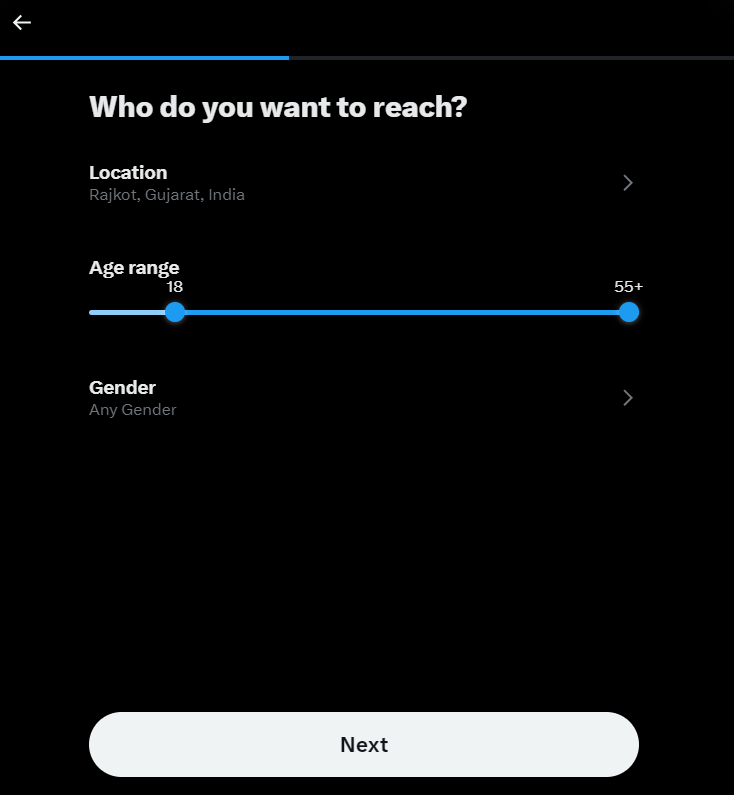 Who do you want to reach?
Location
Rajkot, Gujarat, India
Age range
18 55+
Gender
Any Gender
Next